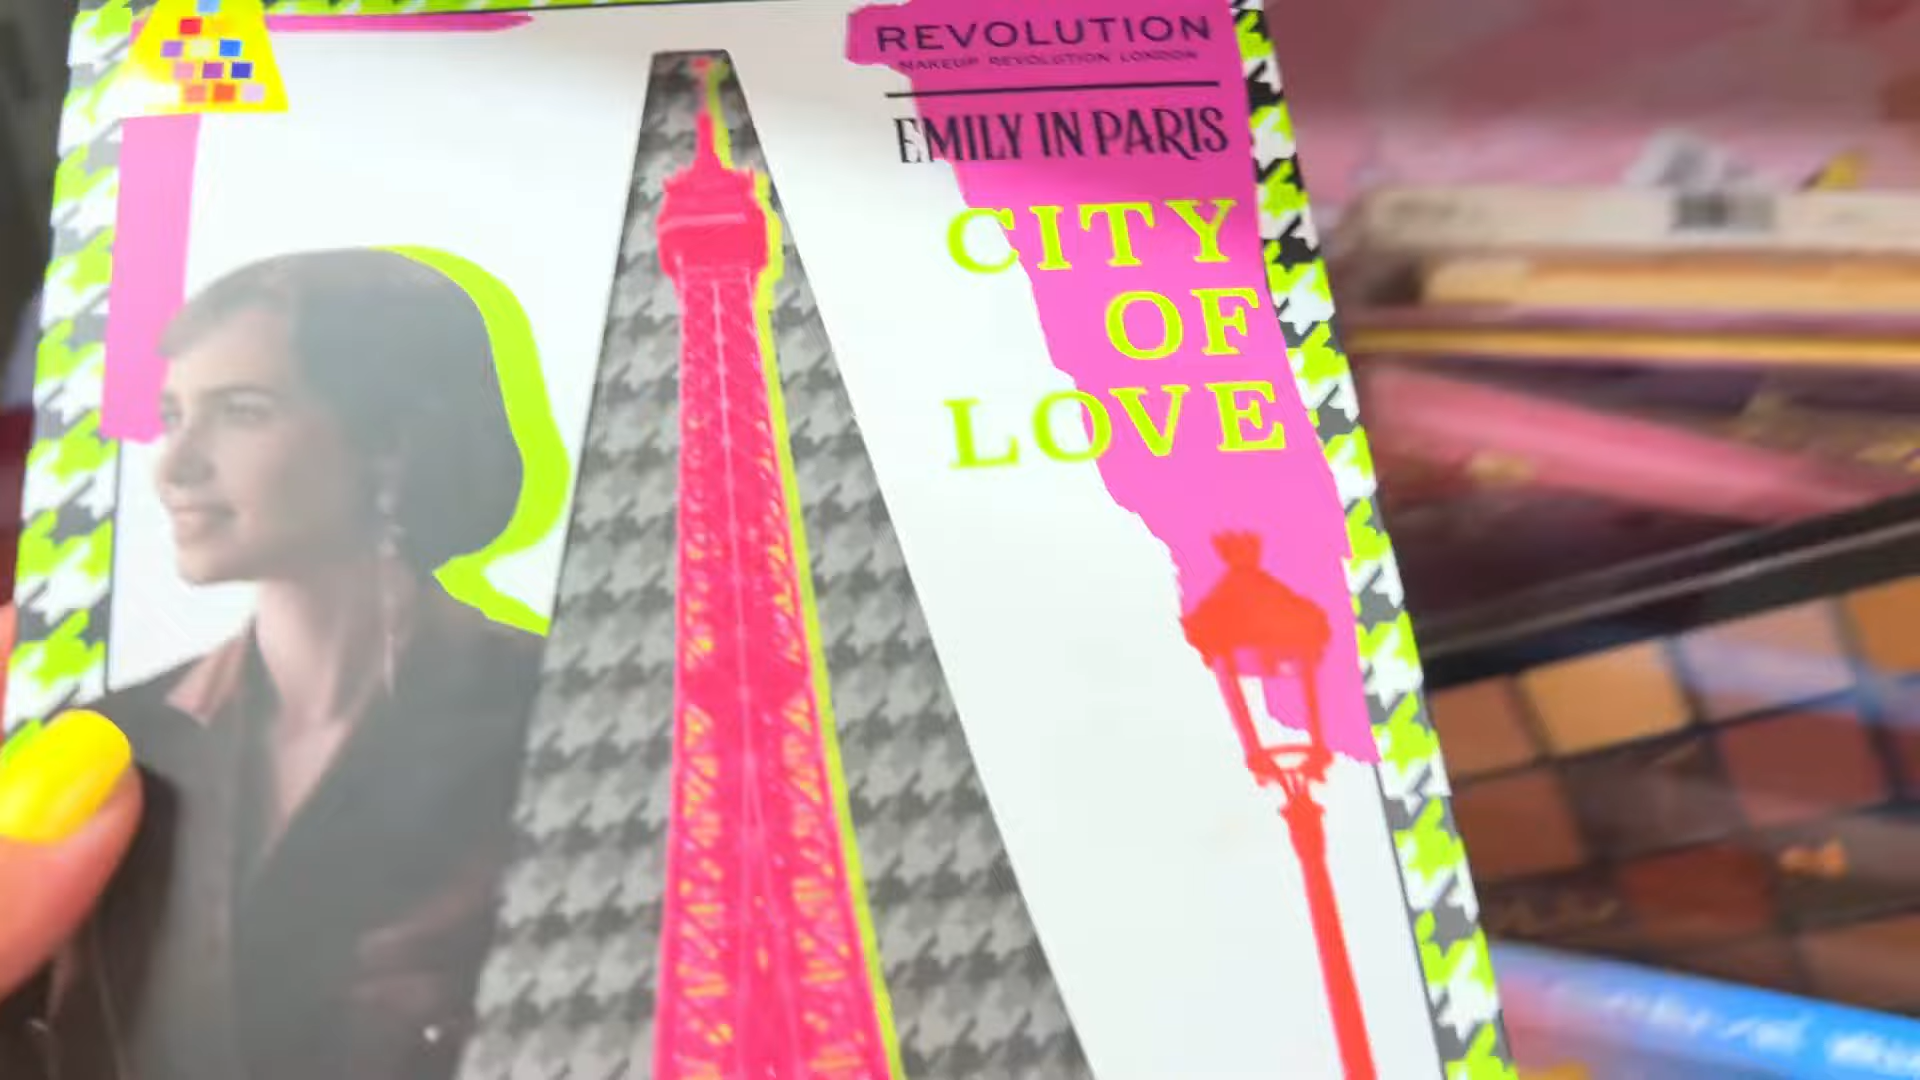 REVOLUTION
MAKEUP REVOLUTION LONDON
EMILY IN PARIS
CITY
OF
LOVE